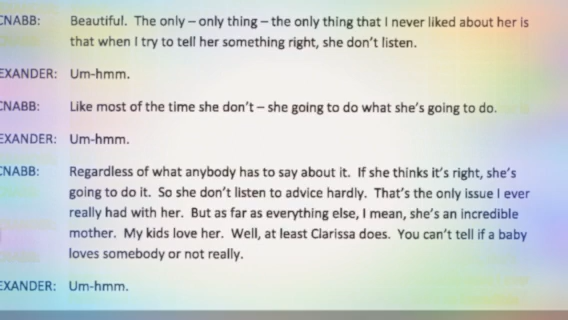 CNABB: Beautiful. The only – only thing – the only thing that I never liked about her is
that when I try to tell her something right, she don't listen.
EXANDER: Um-hmm.
CNABB: Like most of the time she don't – she going to do what she's going to do.
EXANDER: Um-hmm.
CNABB: Regardless of what anybody has to say about it. If she thinks it's right, she's
going to do it. So she don't listen to advice hardly. That's the only issue I ever
really had with her. But as far as everything else, I mean, she's an incredible
mother. My kids love her. Well, at least Clarissa does. You can't tell if a baby
loves somebody or not really.
EXANDER: Um-hmm.